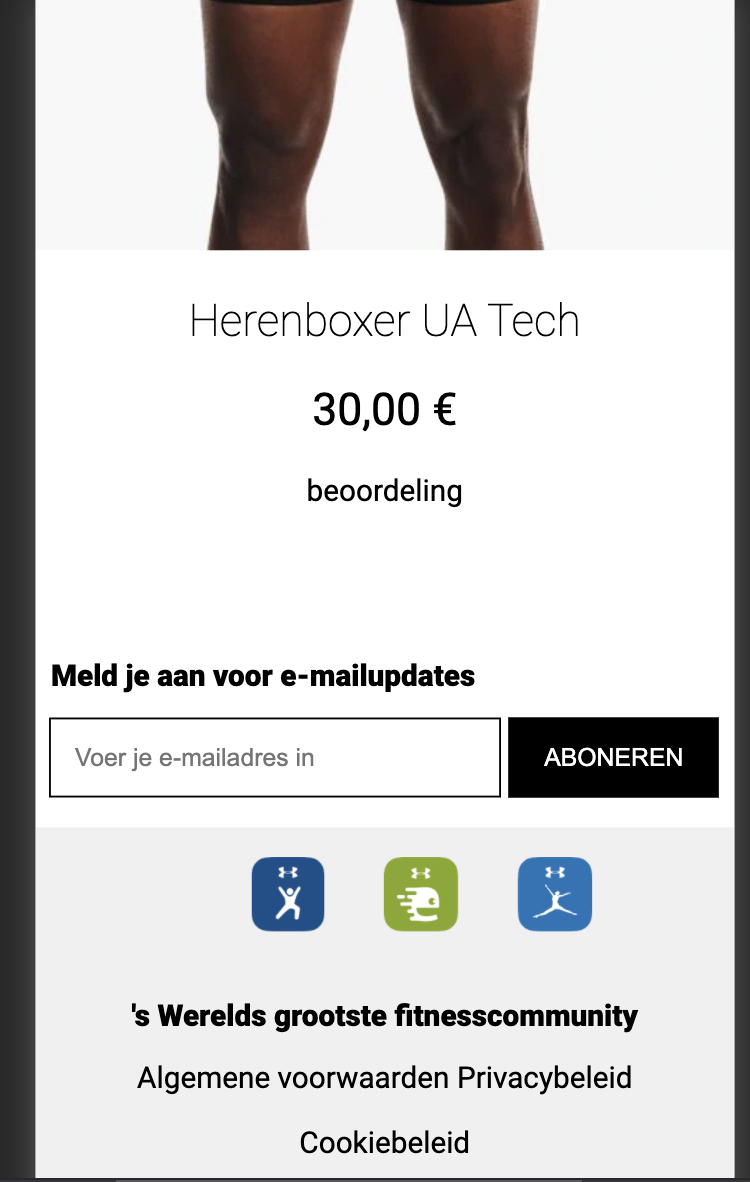 Herenboxer UA Tech
30,00 €
beoordeling
Meld je aan voor e-mailupdates
Voer je e-mailadres in
ABONEREN
's Werelds grootste fitnesscommunity
Algemene voorwaarden Privacybeleid
Cookiebeleid